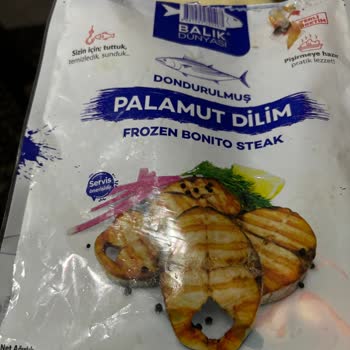 BALIK
DÜNYASI
Sizin için; tuttuk,
temizledik, sunduk...
Pişirmeye hazır
pratik lezzet!
DONDURULMUŞ
PALAMUT DİLİM
FROZEN BONITO STEAK
Servis
önerisidir